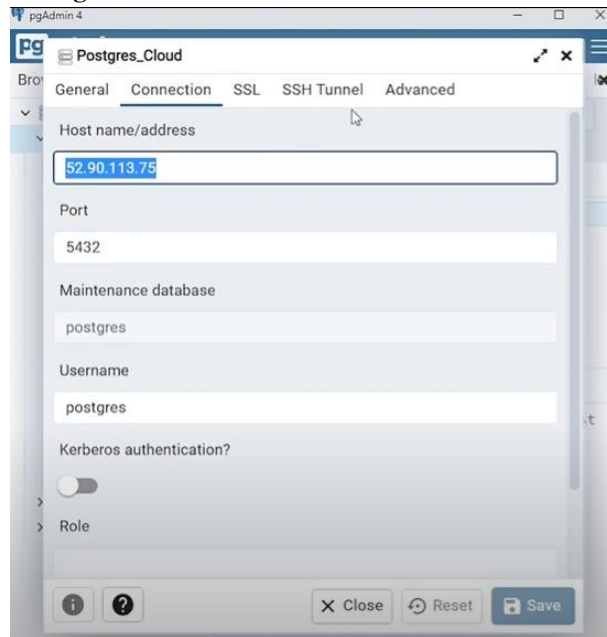 pgAdmin 4
pg
Bro
Postgres_Cloud
General Connection SSL SSH Tunnel Advanced
Host name/address
52.90.113.75
Port
5432
Maintenance database
postgres
Username
postgres
Kerberos authentication?
Role
Close Reset Save